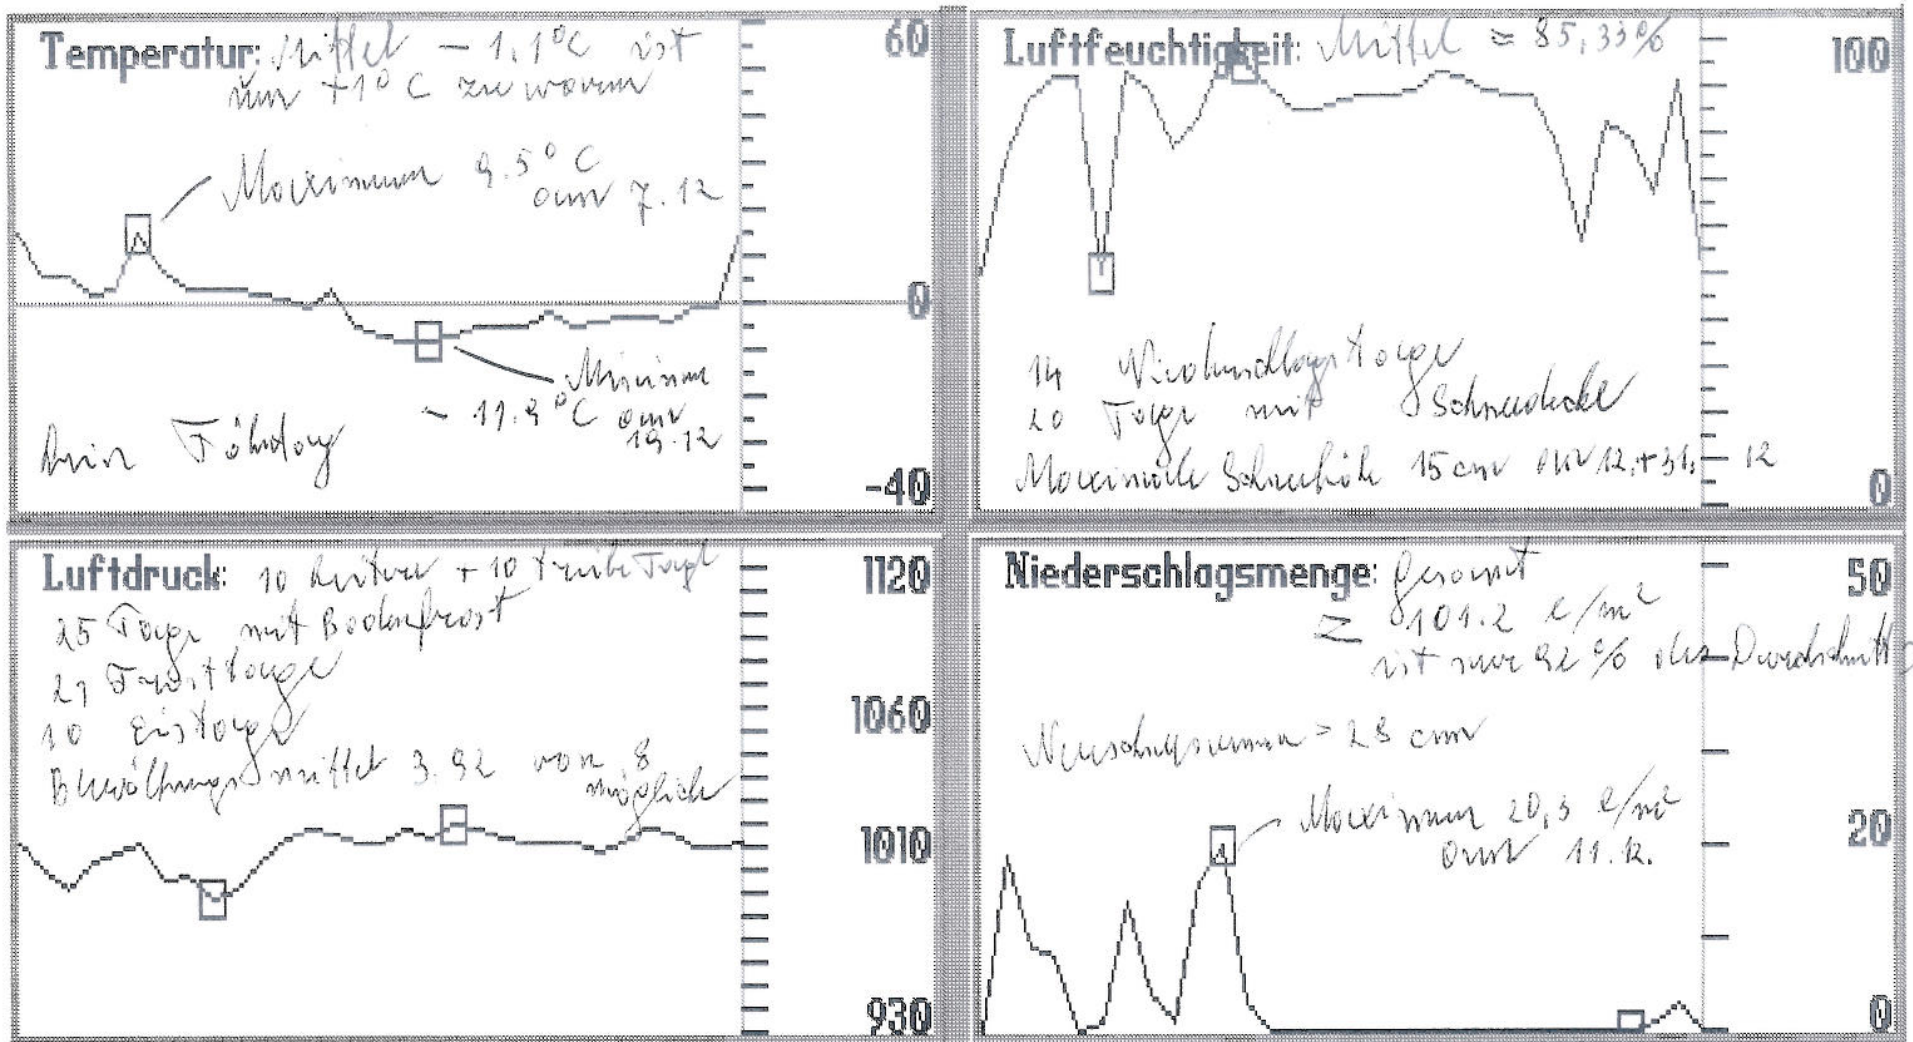 Temperatur: Mittel - 1,1°C ist
um +1°C zu warm
60
Maximum 9.5°C
am 7.12
0
Minimum
- 11.9°C am
19.12
Föhntag
-40
Luftfeuchtigkeit: Mittel = 85,33%
100
14 Niederschlagstage
20 Tage mit Schneedecke
Maximale Schneehöhe 15 cm am 12.+31. 12
0
Luftdruck: 10 heitere + 10 trübe Tage
1120
25 Tage mit Bodenfrost
21 Frosttage
10 Eistage
1060
Bewölkungsmittel 3.92 von 8
möglich
1010
930
Niederschlagsmenge: Gesamt
50
= 101.2 l/m²
ist nur 92% des Durchschnitt
Neuschneesumme = 28 cm
Maximum 20,3 l/m²
am 11.12.
20
0